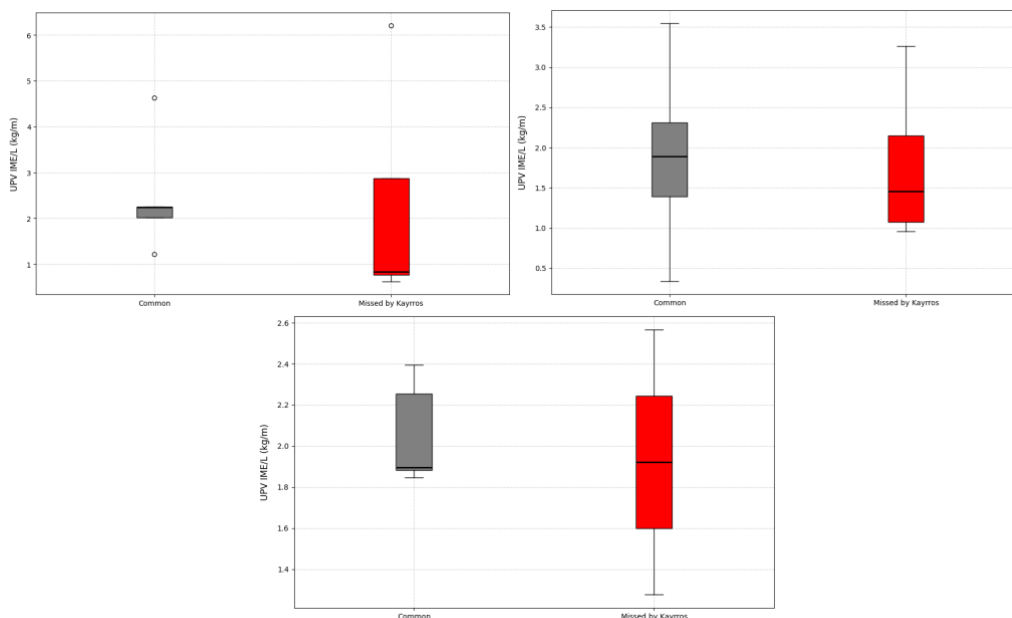 UPV IME/L (kg/m)
6
5
4
3
2
1
Common
Missed by Kayrros
UPV IME/L (kg/m)
3.5
3.0
2.5
2.0
1.5
1.0
0.5
Common
Missed by Kayrros
UPV IME/L (kg/m)
2.6
2.4
2.2
2.0
1.8
1.6
1.4
Common
Missed by Kayrros